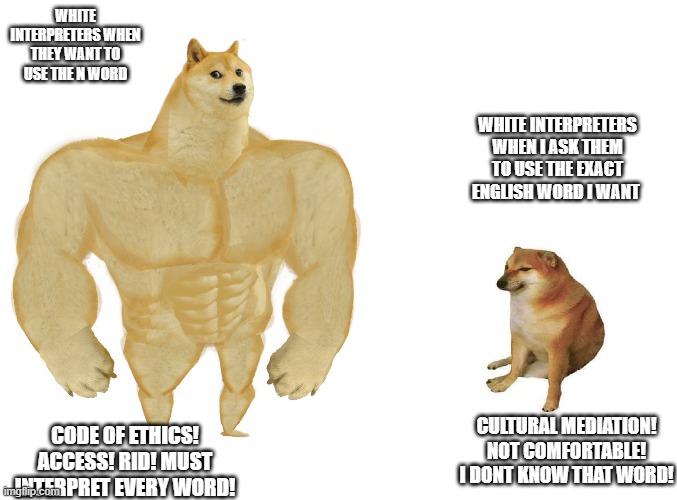 WHITE
INTERPRETERS WHEN
THEY WANT TO
USE THE N WORD
WHITE INTERPRETERS
WHEN I ASK THEM
TO USE THE EXACT
ENGLISH WORD I WANT
CODE OF ETHICS!
ACCESS! RID! MUST
INTERPRET EVERY WORD!
CULTURAL MEDIATION!
NOT COMFORTABLE!
I DONT KNOW THAT WORD!
imgflip.com